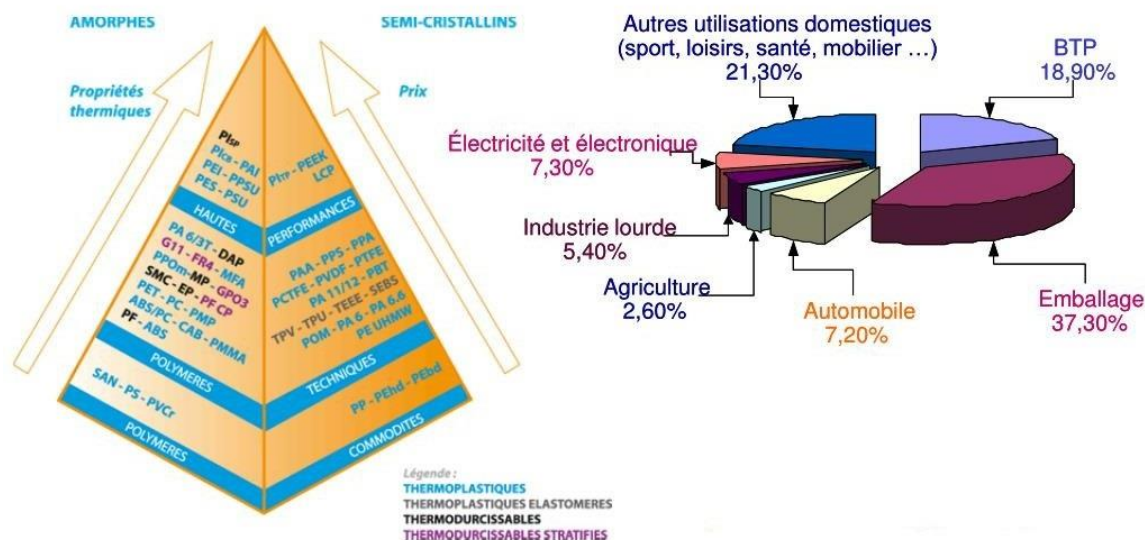 AMORPHES
SEMI-CRISTALLINS
Propriétés
thermiques
Prix
PIsp
PIcb - PAI
PEI - PPSU
PES - PSU
PITP - PEEK
LCP
HAUTES
PERFORMANCES
PA 6/3T - DAP
G11 - FR4 - MFA
PPOm - MP - GPO3
SMC - EP - PF CP
PET - PC - PMP
ABS/PC - CAB - PMMA
PF - ABS
PAA - PPS - PPA
PCTFE - PVDF - PTFE
PA 11/12 - PBT
TPV - TPU - TEEE - SEBS
POM - PA 6 - PA 6.6
PE UHMW
POLYMERES
TECHNIQUES
SAN - PS - PVCr
PP - PEhd - PEbd
POLYMERES
COMMODITES
Légende :
THERMOPLASTIQUES
THERMOPLASTIQUES ELASTOMERES
THERMODURCISSABLES
THERMODURCISSABLES STRATIFIES
Autres utilisations domestiques
(sport, loisirs, santé, mobilier ...)
21,30%
BTP
18,90%
Électricité et électronique
7,30%
Industrie lourde
5,40%
Agriculture
2,60%
Automobile
7,20%
Emballage
37,30%